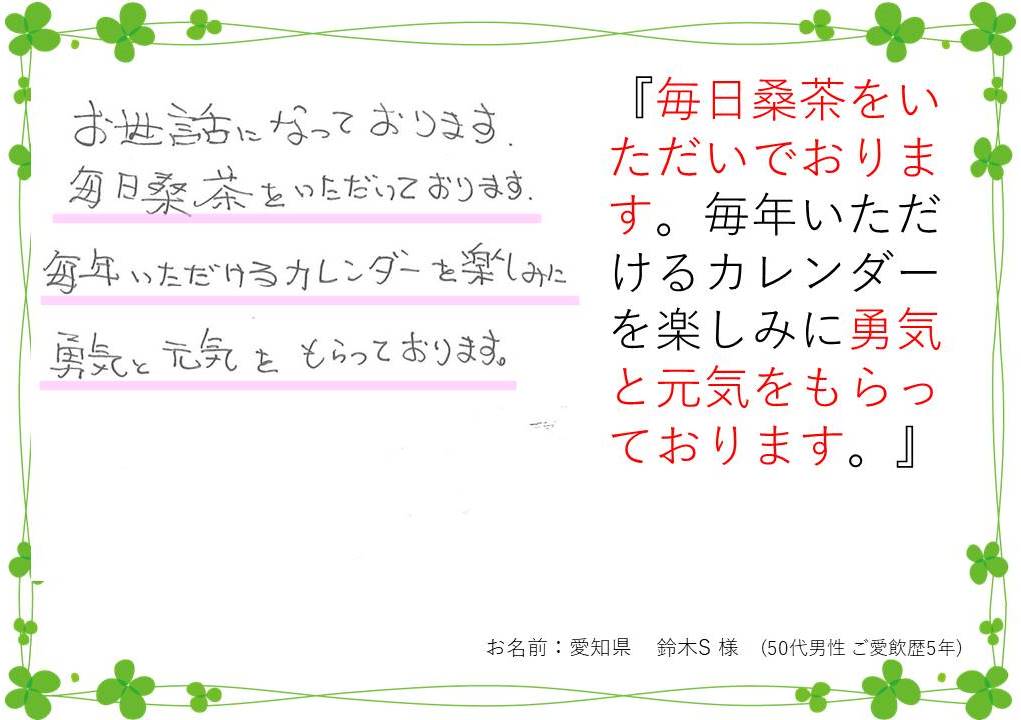 お世話になっております.
毎日桑茶をいただいております.
毎年いただけるカレンダーを楽しみに
勇気と元気を もらっております。
『毎日桑茶をい
ただいでおりま
す。毎年いただ
けるカレンダー
を楽しみに勇気
と元気をもらっ
ております。』
お名前：愛知県　鈴木S 様　(50代男性 ご愛飲歴5年)